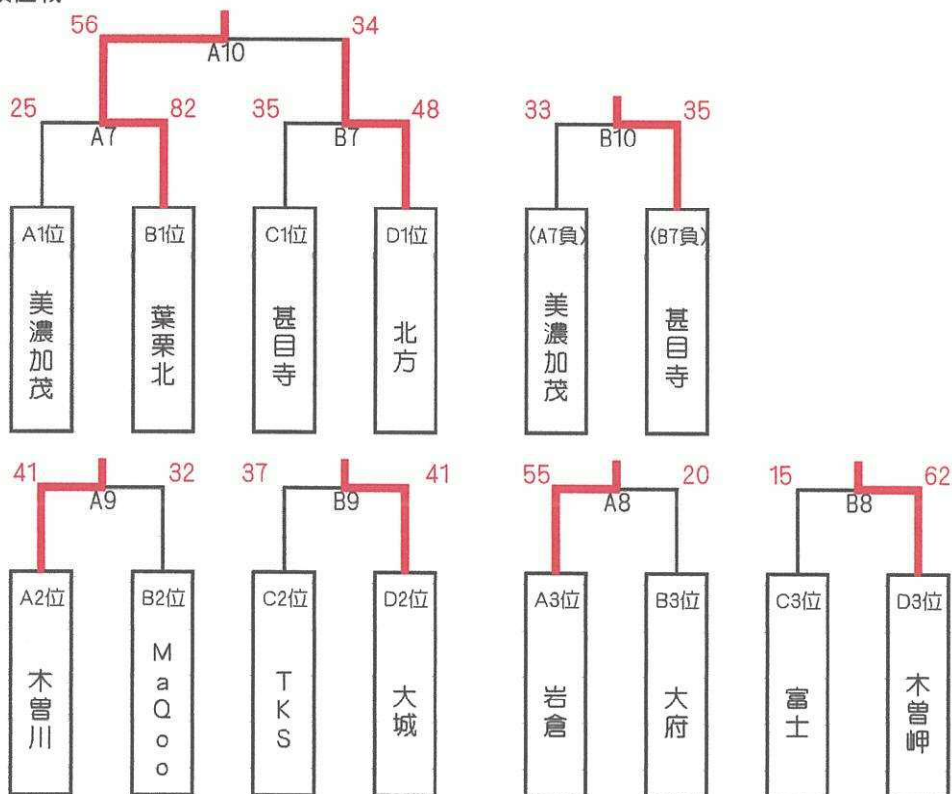 56 34
A10
25 82 35 48 33 35
A7 B7 B10
A1位 B1位 C1位 D1位 (A7負) (B7負)
美濃加茂 葉栗北 甚目寺 北方 美濃加茂 甚目寺
41 32 37 41 55 20 15 62
A9 B9 A8 B8
A2位 B2位 C2位 D2位 A3位 B3位 C3位 D3位
木曽川 MaQoo TKS 大城 岩倉 大府 富士 木曽岬